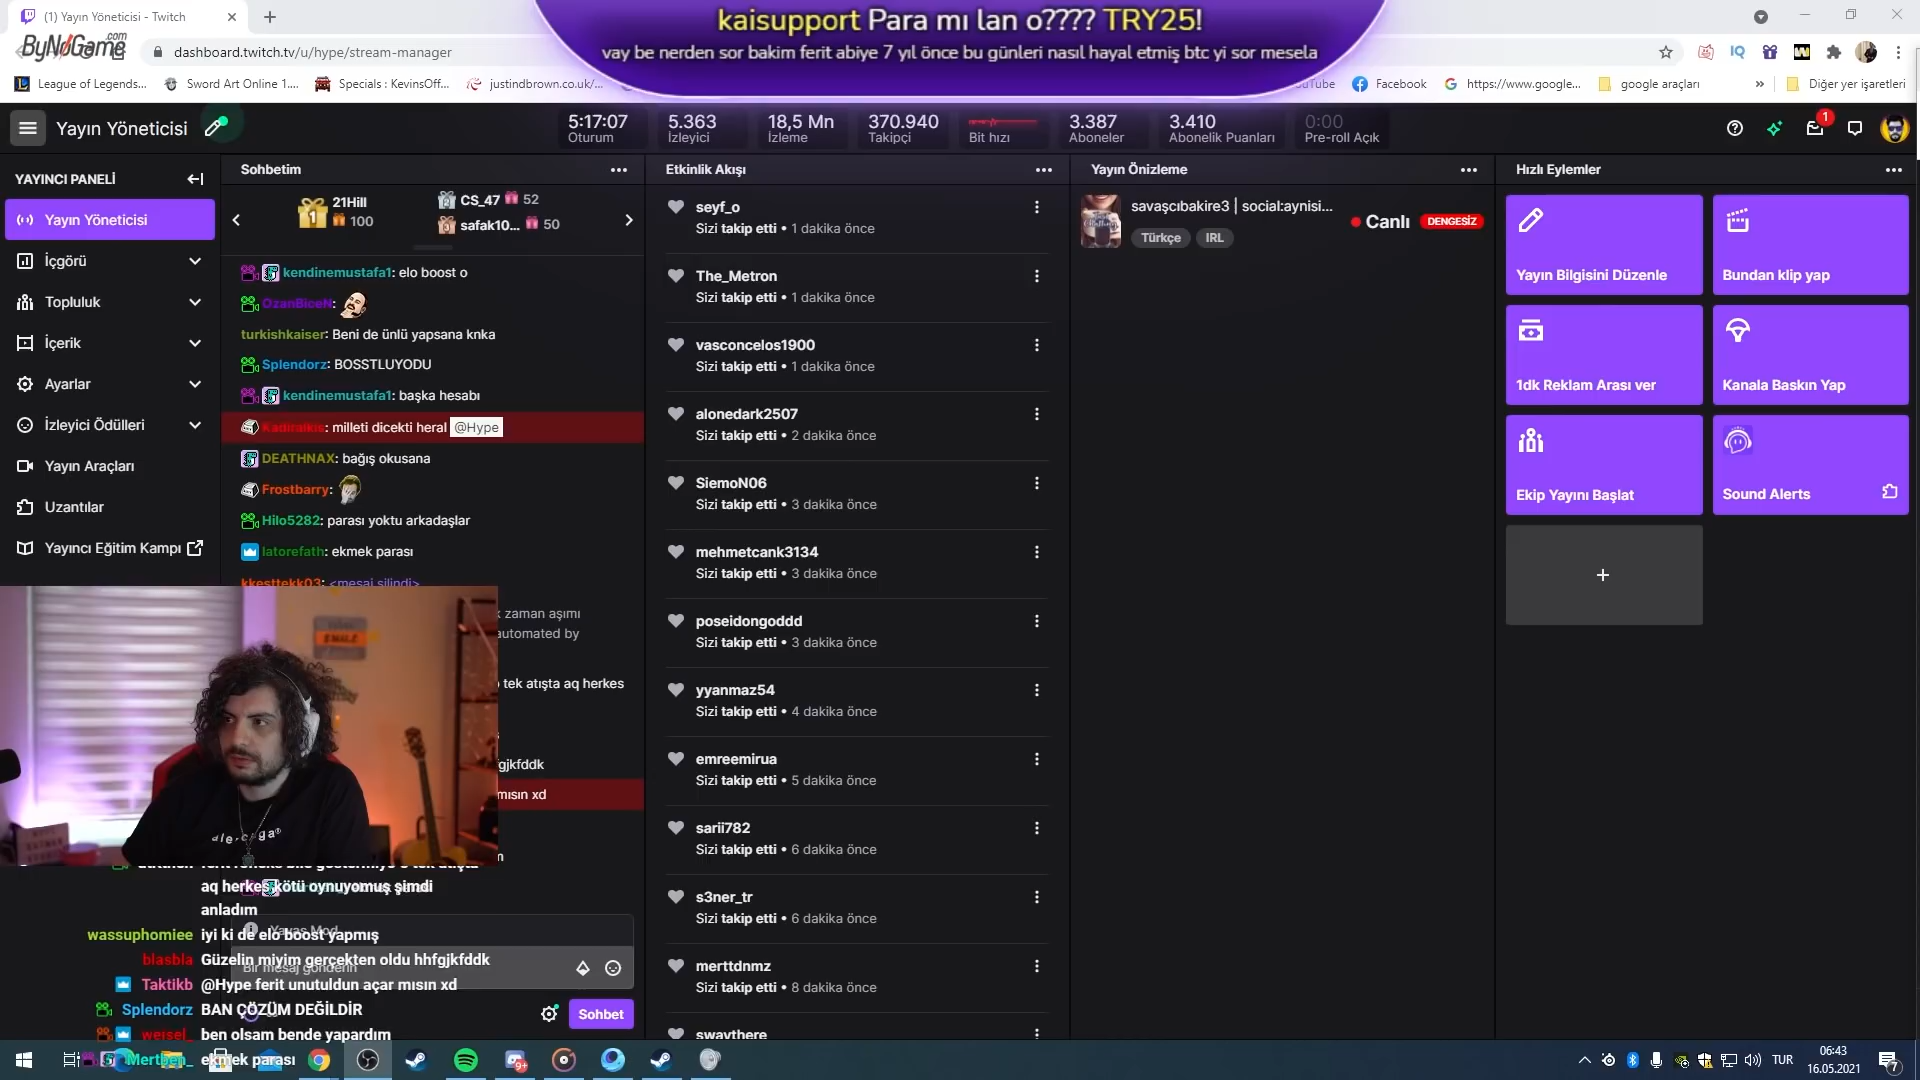 (1) Yayın Yöneticisi - Twitch
kaisupport Para mı lan o???? TRY25!
vay be nerden sor bakim ferit abiye 7 yıl önce bu günleri nasıl hayal etmiş btc yi sor mesela
ByNoGame.com
dashboard.twitch.tv/u/hype/stream-manager
League of Legends...
Sword Art Online 1....
Specials : KevinsOff...
justindbrown.co.uk/...
Facebook
https://www.google...
google araçları
Diğer yer işaretleri
Yayın Yöneticisi
5:17:07
Oturum
5.363
İzleyici
18,5 Mn
İzleme
370.940
Takipçi
Bit hızı
3.387
Aboneler
3.410
Abonelik Puanları
0:00
Pre-roll Açık
1
YAYINCI PANELİ
Yayın Yöneticisi
İçgörü
Topluluk
İçerik
Ayarlar
İzleyici Ödülleri
Yayın Araçları
Uzantılar
Yayıncı Eğitim Kampı
Sohbetim
21Hill
100
CS_47 52
safak10... 50
kendinemustafa1: elo boost o
OzanBiceN:
turkishkaiser: Beni de ünlü yapsana knka
Splendorz: BOSSTLUYODU
kendinemustafa1: başka hesabı
Kadiralkis: milleti dicekti heral @Hype
DEATHNAX: bağış okusana
Frostbarry:
Hilo5282: parası yoktu arkadaşlar
latorefath: ekmek parası
kkesttekk03: <mesaj silindi>
zaman aşımı
automated by
tek atışta aq herkes
gjkfddk
mısın xd
aq herkes kötü oynuyomuş şimdi
anladım
wassuphomiee iyi ki de elo boost yapmış
blasbla Güzelin miyim gerçekten oldu hhfgjkfddk
Taktikb @Hype ferit unutuldun açar mısın xd
Splendorz BAN ÇÖZÜM DEĞİLDİR
weisel_ ben olsam bende yapardım
Mertben_ ekmek parası
Yavaş Mod
Bir mesaj gönderin
Sohbet
Etkinlik Akışı
seyf_o
Sizi takip etti • 1 dakika önce
The_Metron
Sizi takip etti • 1 dakika önce
vasconcelos1900
Sizi takip etti • 1 dakika önce
alonedark2507
Sizi takip etti • 2 dakika önce
SiemoN06
Sizi takip etti • 3 dakika önce
mehmetcank3134
Sizi takip etti • 3 dakika önce
poseidongoddd
Sizi takip etti • 3 dakika önce
yyanmaz54
Sizi takip etti • 4 dakika önce
emreemirua
Sizi takip etti • 5 dakika önce
sarii782
Sizi takip etti • 6 dakika önce
s3ner_tr
Sizi takip etti • 6 dakika önce
merttdnmz
Sizi takip etti • 8 dakika önce
swaythere
Yayın Önizleme
savaşcıbakire3 | social:aynisi...
Türkçe
IRL
Canlı
DENGESİZ
Hızlı Eylemler
Yayın Bilgisini Düzenle
Bundan klip yap
1dk Reklam Arası ver
Kanala Baskın Yap
Ekip Yayını Başlat
Sound Alerts
TUR
06:43
16.05.2021
7